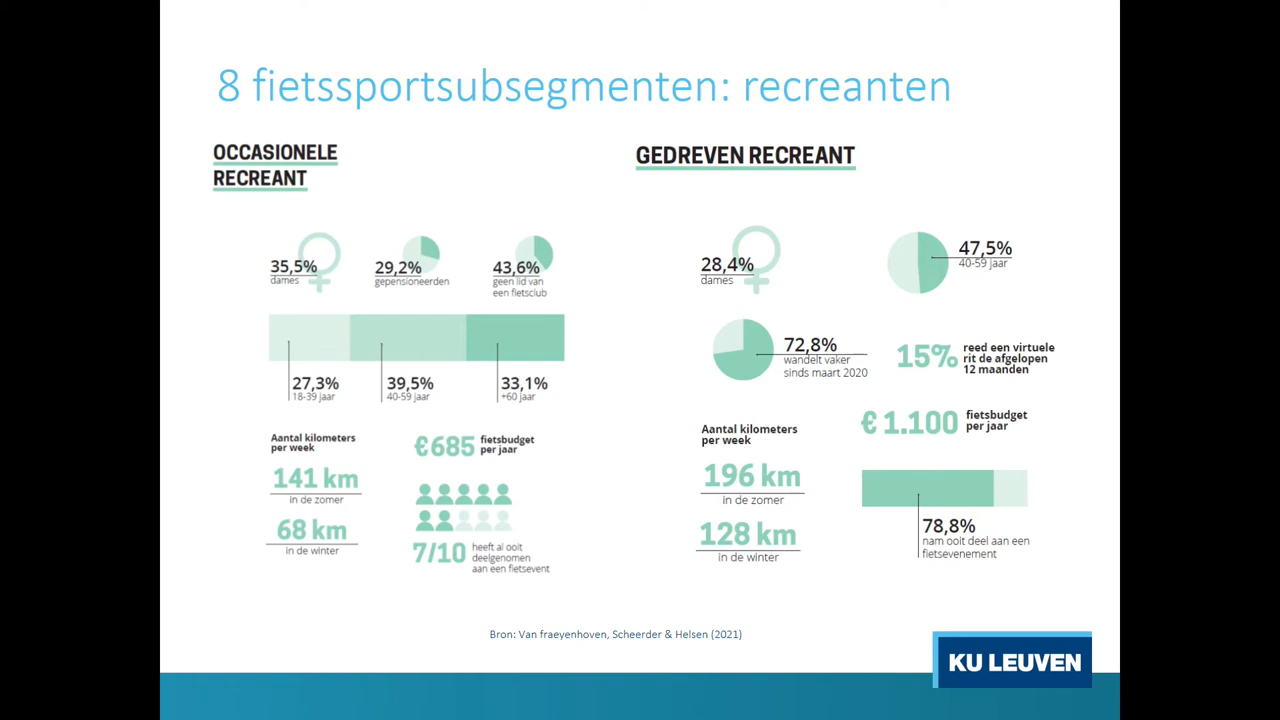 8 fietssportsubsegmenten: recreanten
OCCASIONELE
RECREANT
35,5%
dames
29,2%
gepensioneerden
43,6%
geen lid van
een fietsclub
27,3%
18-39 jaar
39,5%
40-59 jaar
33,1%
+60 jaar
Aantal kilometers
per week
141 km
in de zomer
68 km
in de winter
€685
fietsbudget
per jaar
7/10
heeft al ooit
deelgenomen
aan een fietsevent
GEDREVEN RECREANT
28,4%
dames
47,5%
40-59 jaar
72,8%
wandelt vaker
sinds maart 2020
15%
reed een virtuele
rit de afgelopen
12 maanden
Aantal kilometers
per week
196 km
in de zomer
128 km
in de winter
€ 1.100
fietsbudget
per jaar
78,8%
nam ooit deel aan een
fietsevenement
Bron: Van fraeyenhoven, Scheerder & Helsen (2021)
KU LEUVEN